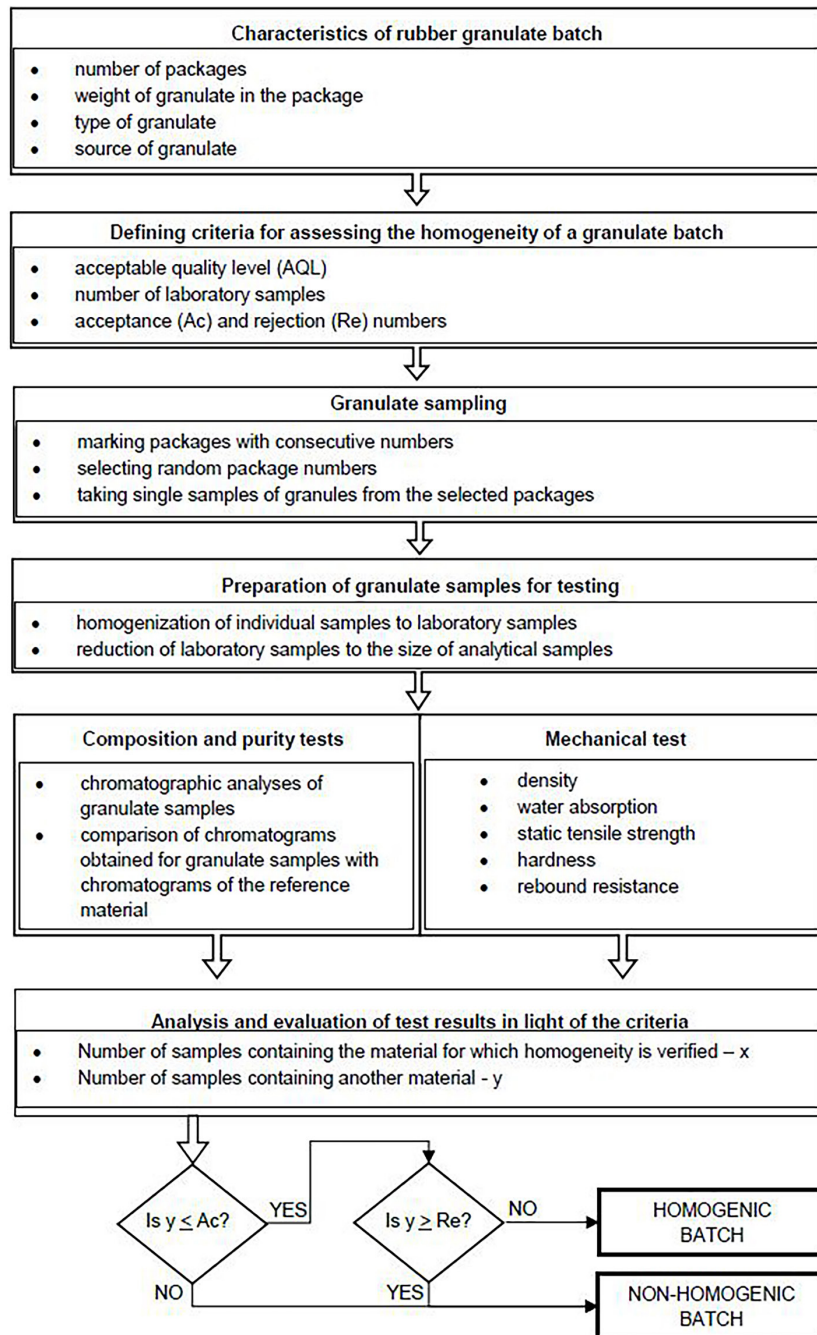 Characteristics of rubber granulate batch
• number of packages
• weight of granulate in the package
• type of granulate
• source of granulate
Defining criteria for assessing the homogeneity of a granulate batch
• acceptable quality level (AQL)
• number of laboratory samples
• acceptance (Ac) and rejection (Re) numbers
Granulate sampling
• marking packages with consecutive numbers
• selecting random package numbers
• taking single samples of granules from the selected packages
Preparation of granulate samples for testing
• homogenization of individual samples to laboratory samples
• reduction of laboratory samples to the size of analytical samples
Composition and purity tests
• chromatographic analyses of
granulate samples
• comparison of chromatograms
obtained for granulate samples with
chromatograms of the reference
material
Mechanical test
• density
• water absorption
• static tensile strength
• hardness
• rebound resistance
Analysis and evaluation of test results in light of the criteria
• Number of samples containing the material for which homogeneity is verified – x
• Number of samples containing another material - y
Is y ≤ Ac?
YES
Is y ≥ Re?
NO
HOMOGENIC
BATCH
NO
YES
NON-HOMOGENIC
BATCH